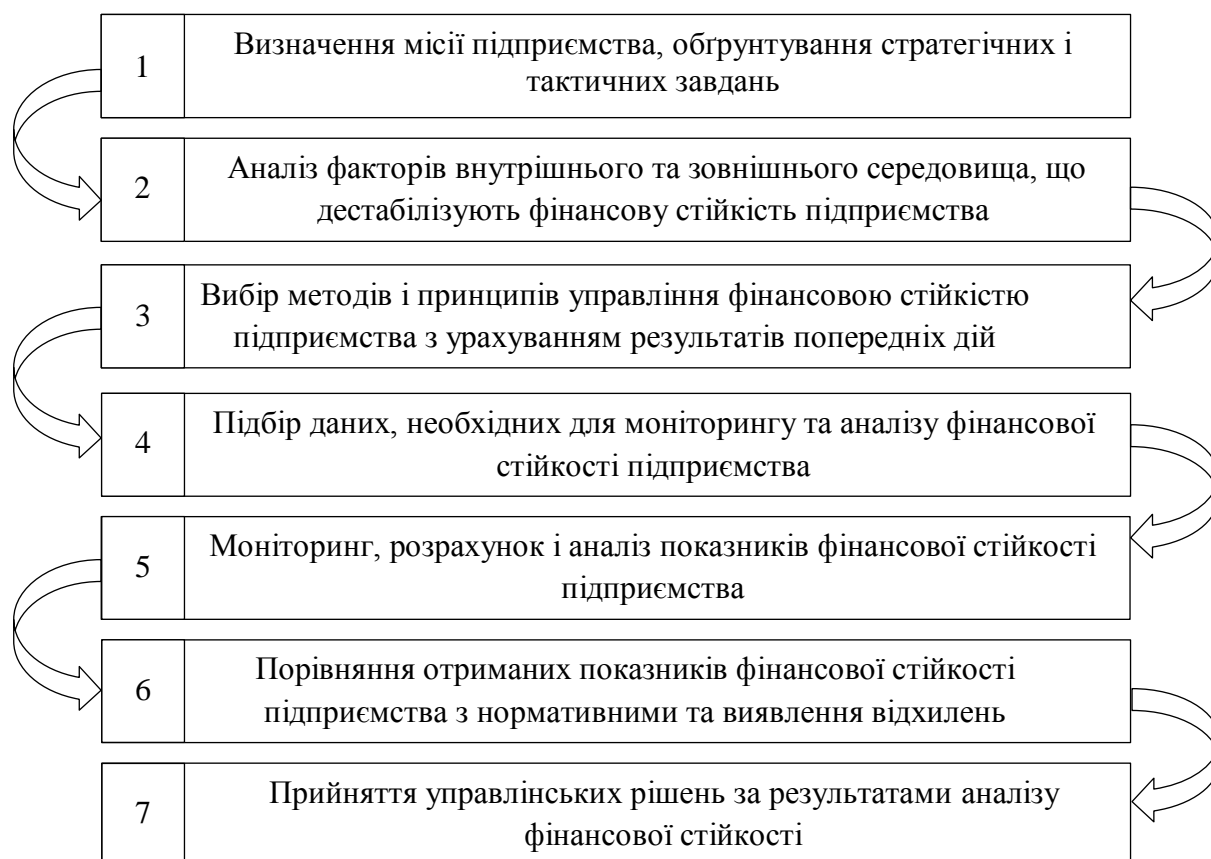 1
Визначення місії підприємства, обґрунтування стратегічних і
тактичних завдань
2
Аналіз факторів внутрішнього та зовнішнього середовища, що
дестабілізують фінансову стійкість підприємства
3
Вибір методів і принципів управління фінансовою стійкістю
підприємства з урахуванням результатів попередніх дій
4
Підбір даних, необхідних для моніторингу та аналізу фінансової
стійкості підприємства
5
Моніторинг, розрахунок і аналіз показників фінансової стійкості
підприємства
6
Порівняння отриманих показників фінансової стійкості
підприємства з нормативними та виявлення відхилень
7
Прийняття управлінських рішень за результатами аналізу
фінансової стійкості